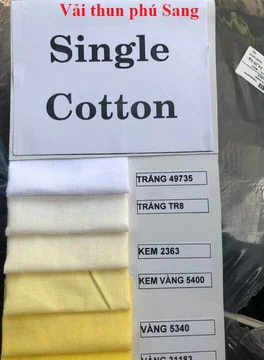 Vải thun phú Sang
Single
Cotton
TRẮNG 49735
TRẮNG TR8
KEM 2363
KEM VÀNG 5400
VÀNG 5340